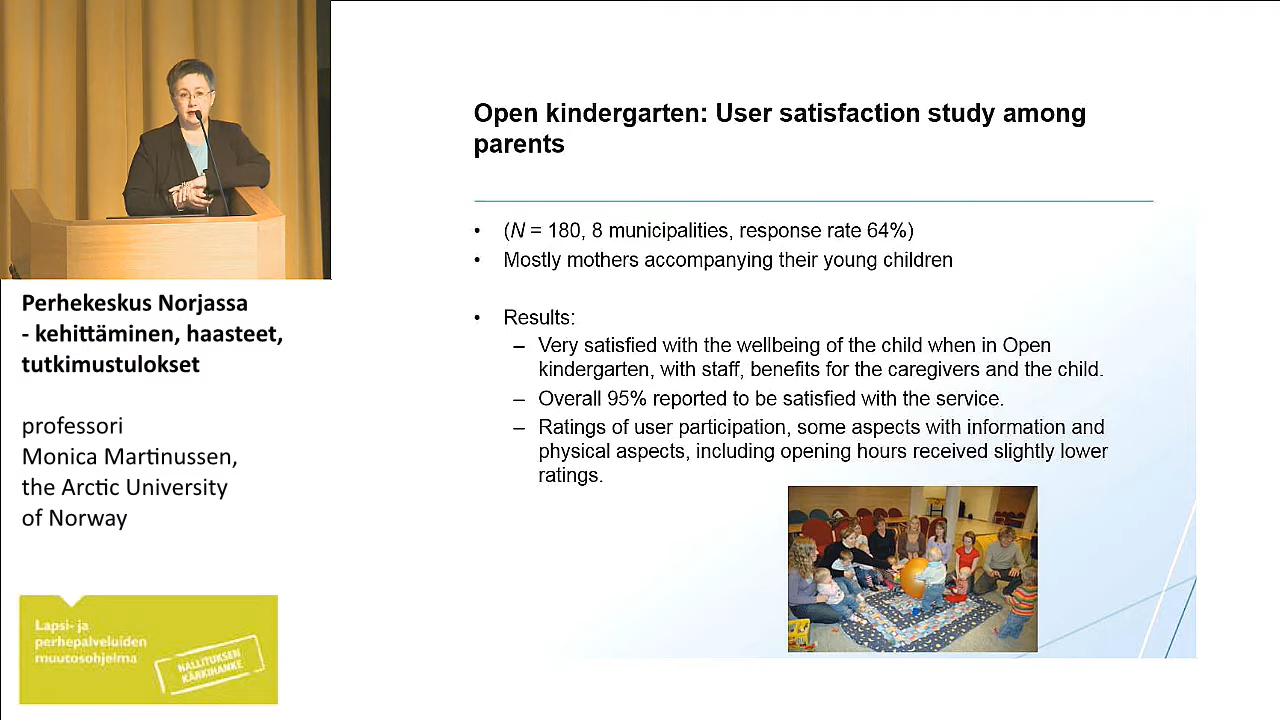 Open kindergarten: User satisfaction study among
parents
• (N = 180, 8 municipalities, response rate 64%)
• Mostly mothers accompanying their young children
• Results:
– Very satisfied with the wellbeing of the child when in Open
kindergarten, with staff, benefits for the caregivers and the child.
– Overall 95% reported to be satisfied with the service.
– Ratings of user participation, some aspects with information and
physical aspects, including opening hours received slightly lower
ratings.
Perhekeskus Norjassa
- kehittäminen, haasteet,
tutkimustulokset
professori
Monica Martinussen,
the Arctic University
of Norway
Lapsi- ja
perhepalveluiden
muutosohjelma
HALLITUKSEN
KÄRKIHANKE